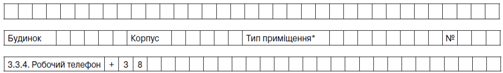 Будинок Корпус Тип приміщення* №
3.3.4. Робочий телефон + 3 8